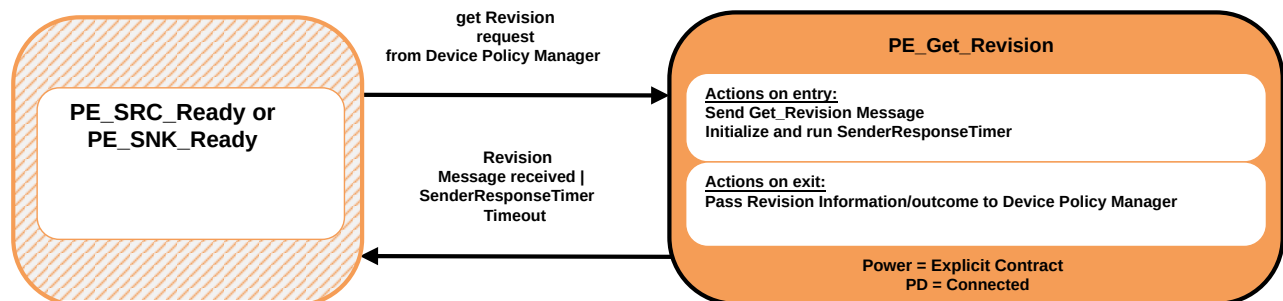 get Revision
request
from Device Policy Manager
PE_Get_Revision
PE_SRC_Ready or
PE_SNK_Ready
Actions on entry:
Send Get_Revision Message
Initialize and run SenderResponseTimer
Revision
Message received |
SenderResponseTimer
Timeout
Actions on exit:
Pass Revision Information/outcome to Device Policy Manager
Power = Explicit Contract
PD = Connected